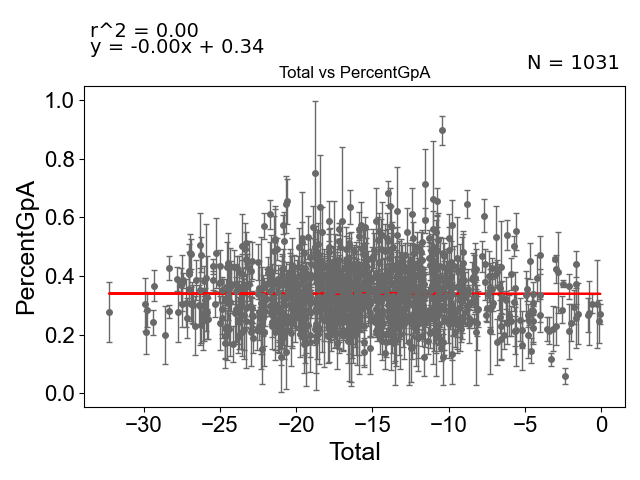 r^2 = 0.00
y = -0.00x + 0.34
N = 1031
Total vs PercentGpA
PercentGpA
1.0
0.8
0.6
0.4
0.2
0.0
−30 −25 −20 −15 −10 −5 0
Total